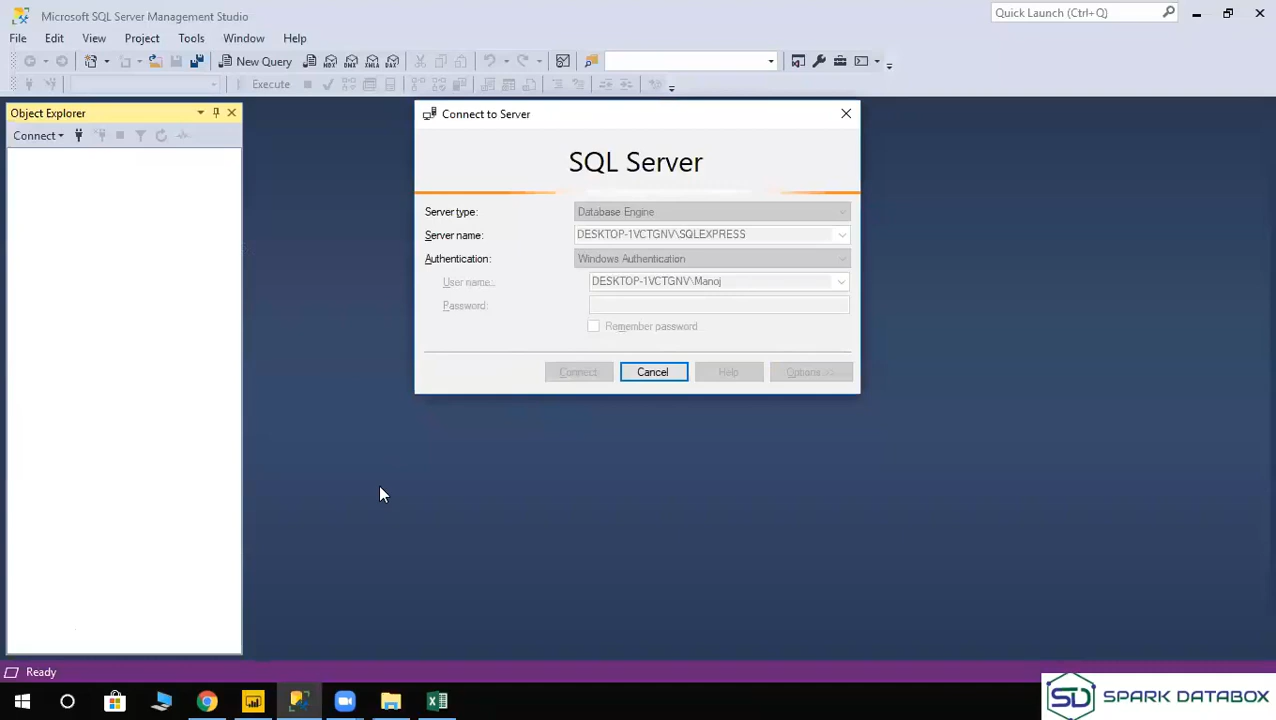 Microsoft SQL Server Management Studio
Quick Launch (Ctrl+Q)
File Edit View Project Tools Window Help
New Query
Execute
Object Explorer
Connect
Connect to Server
SQL Server
Server type: Database Engine
Server name: DESKTOP-1VCTGNV\SQLEXPRESS
Authentication: Windows Authentication
User name: DESKTOP-1VCTGNV\Manoj
Password:
Remember password
Connect Cancel Help Options
Ready
SD SPARK DATABOX